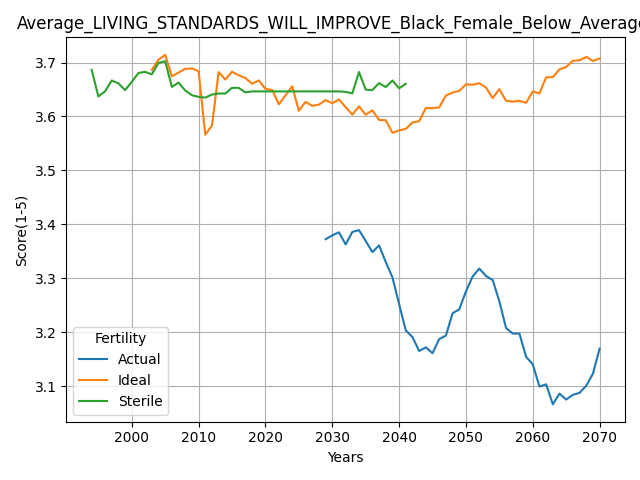 Average_LIVING_STANDARDS_WILL_IMPROVE_Black_Female_Below_Average
Score(1-5)
3.7
3.6
3.5
3.4
3.3
3.2
3.1
Fertility
Actual
Ideal
Sterile
2000 2010 2020 2030 2040 2050 2060 2070
Years